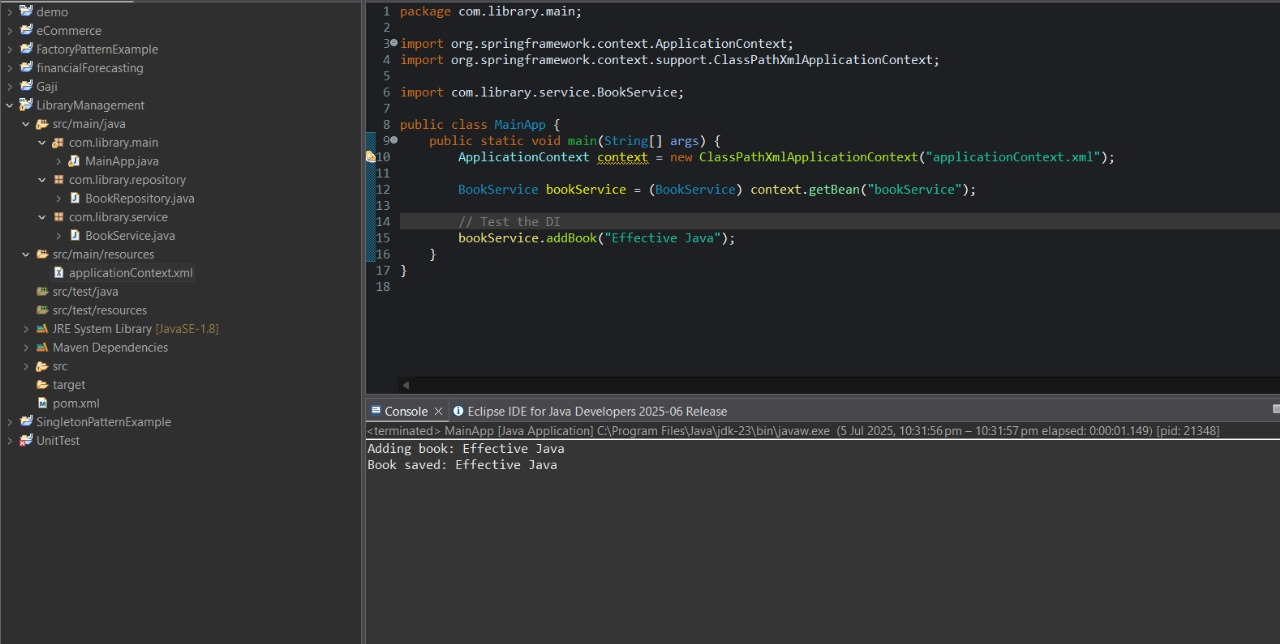 demo
eCommerce
FactoryPatternExample
financialForecasting
Gaji
LibraryManagement
src/main/java
com.library.main
MainApp.java
com.library.repository
BookRepository.java
com.library.service
BookService.java
src/main/resources
applicationContext.xml
src/test/java
src/test/resources
JRE System Library [JavaSE-1.8]
Maven Dependencies
src
target
pom.xml
SingletonPatternExample
UnitTest
1 package com.library.main;
2
3 import org.springframework.context.ApplicationContext;
4 import org.springframework.context.support.ClassPathXmlApplicationContext;
5
6 import com.library.service.BookService;
7
8 public class MainApp {
9 public static void main(String[] args) {
10 ApplicationContext context = new ClassPathXmlApplicationContext("applicationContext.xml");
11
12 BookService bookService = (BookService) context.getBean("bookService");
13
14 // Test the DI
15 bookService.addBook("Effective Java");
16 }
17 }
18
Console Eclipse IDE for Java Developers 2025-06 Release
<terminated> MainApp [Java Application] C:\Program Files\Java\jdk-23\bin\javaw.exe (5 Jul 2025, 10:31:56 pm – 10:31:57 pm elapsed: 0:00:01.149) [pid: 21348]
Adding book: Effective Java
Book saved: Effective Java